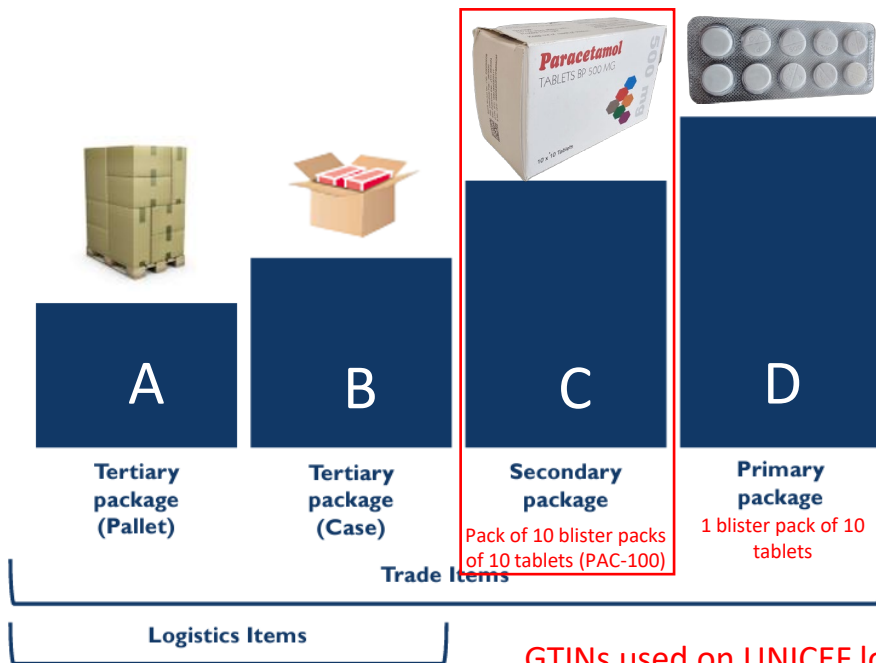 Paracetamol
TABLETS BP 500 MG
500 mg
10 x 10 Tablets
A
B
C
D
Tertiary
package
(Pallet)
Tertiary
package
(Case)
Secondary
package
Pack of 10 blister packs
of 10 tablets (PAC-100)
Primary
package
1 blister pack of 10
tablets
Trade Items
Logistics Items
GTINs used on UNICEF lo